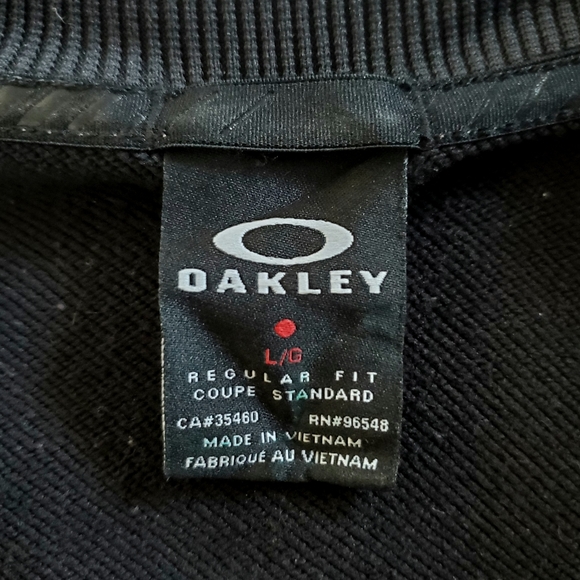 OAKLEY
L/G
REGULAR FIT
COUPE STANDARD
CA#35460 RN#96548
MADE IN VIETNAM
FABRIQUÉ AU VIETNAM